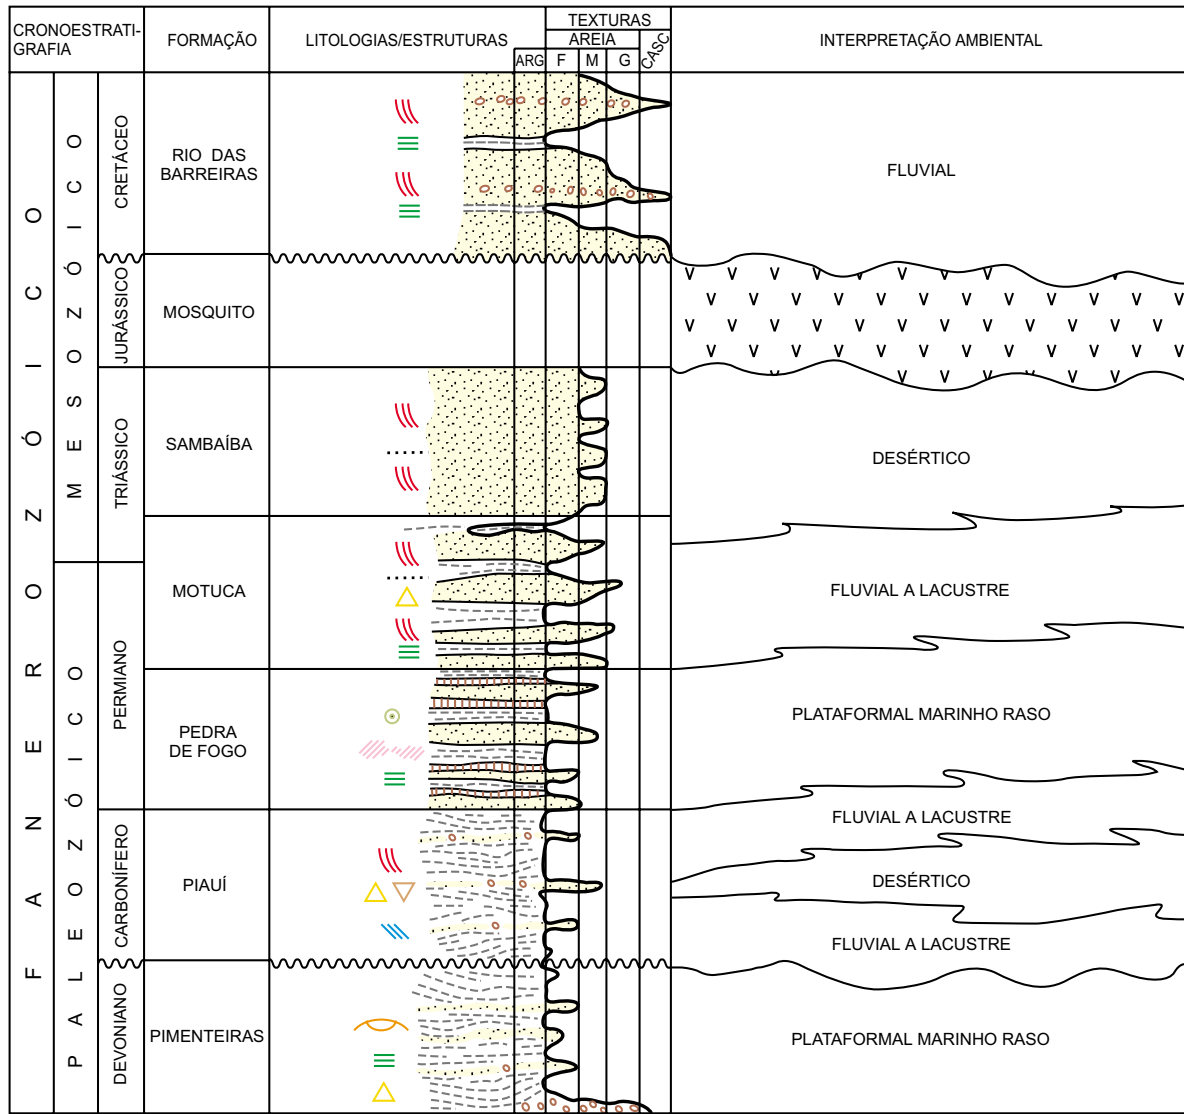 CRONOESTRATI-
GRAFIA
FORMAÇÃO
LITOLOGIAS/ESTRUTURAS
TEXTURAS
AREIA
ARG
F
M
G
CASC
INTERPRETAÇÃO AMBIENTAL
FANEROZÓICO
MESOZÓICO
PALEOZÓICO
CRETÁCEO
RIO DAS
BARREIRAS
FLUVIAL
JURÁSSICO
MOSQUITO
V V V V V V V
V V V V V V V
V V V V V V V
V V V V V V V
V V V V V V V
V V V V V
TRIÁSSICO
SAMBAÍBA
DESÉRTICO
MOTUCA
FLUVIAL A LACUSTRE
PERMIANO
PEDRA
DE FOGO
PLATAFORMAL MARINHO RASO
FLUVIAL A LACUSTRE
CARBONÍFERO
PIAUÍ
DESÉRTICO
FLUVIAL A LACUSTRE
DEVONIANO
PIMENTEIRAS
PLATAFORMAL MARINHO RASO